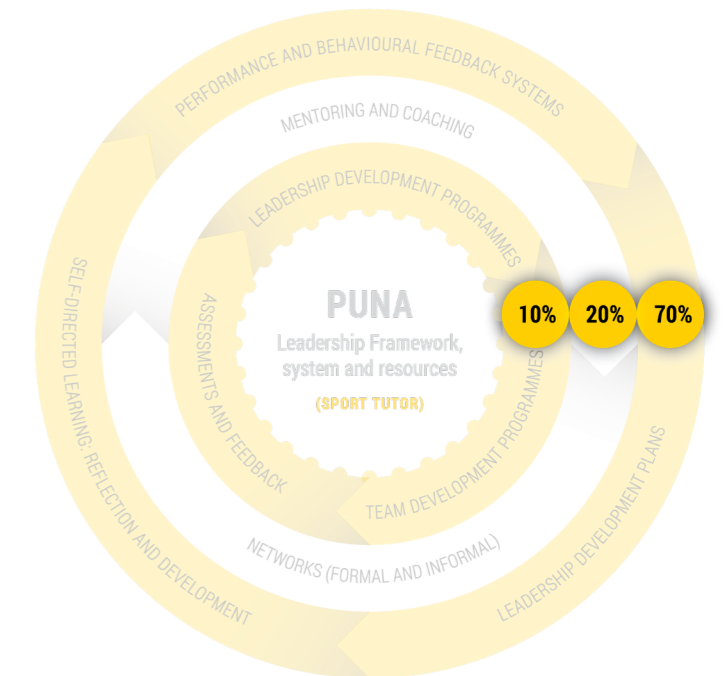 PERFORMANCE AND BEHAVIOURAL FEEDBACK SYSTEMS
MENTORING AND COACHING
LEADERSHIP DEVELOPMENT PROGRAMMES
PUNA
Leadership Framework,
system and resources
(SPORT TUTOR)
10%
20%
70%
SELF-DIRECTED LEARNING: REFLECTION AND DEVELOPMENT
ASSESSMENTS AND FEEDBACK
TEAM DEVELOPMENT PROGRAMMES
NETWORKS (FORMAL AND INFORMAL)
LEADERSHIP DEVELOPMENT PLANS